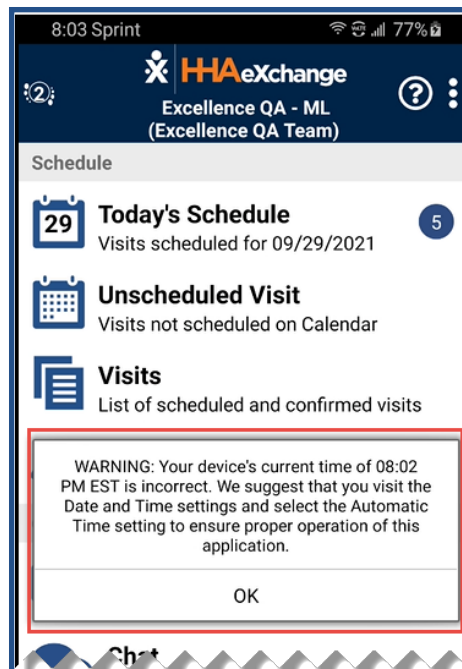 8:03 Sprint 77%
HHAeXchange
2
Excellence QA - ML
(Excellence QA Team)
?
Schedule
29
Today's Schedule
5
Visits scheduled for 09/29/2021
Unscheduled Visit
Visits not scheduled on Calendar
Visits
List of scheduled and confirmed visits
WARNING: Your device's current time of 08:02
PM EST is incorrect. We suggest that you visit the
Date and Time settings and select the Automatic
Time setting to ensure proper operation of this
application.
OK
Chat